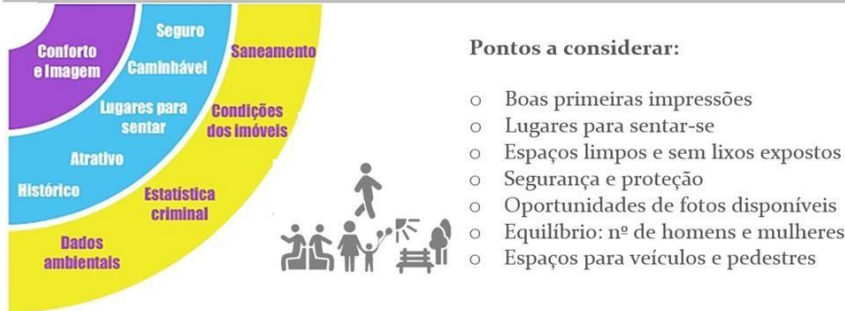 Conforto
e Imagem
Seguro
Caminhável
Lugares para
sentar
Atrativo
Histórico
Saneamento
Condições
dos imóveis
Estatística
criminal
Dados
ambientais
Pontos a considerar:
o Boas primeiras impressões
o Lugares para sentar-se
o Espaços limpos e sem lixos expostos
o Segurança e proteção
o Oportunidades de fotos disponíveis
o Equilíbrio: nº de homens e mulheres
o Espaços para veículos e pedestres